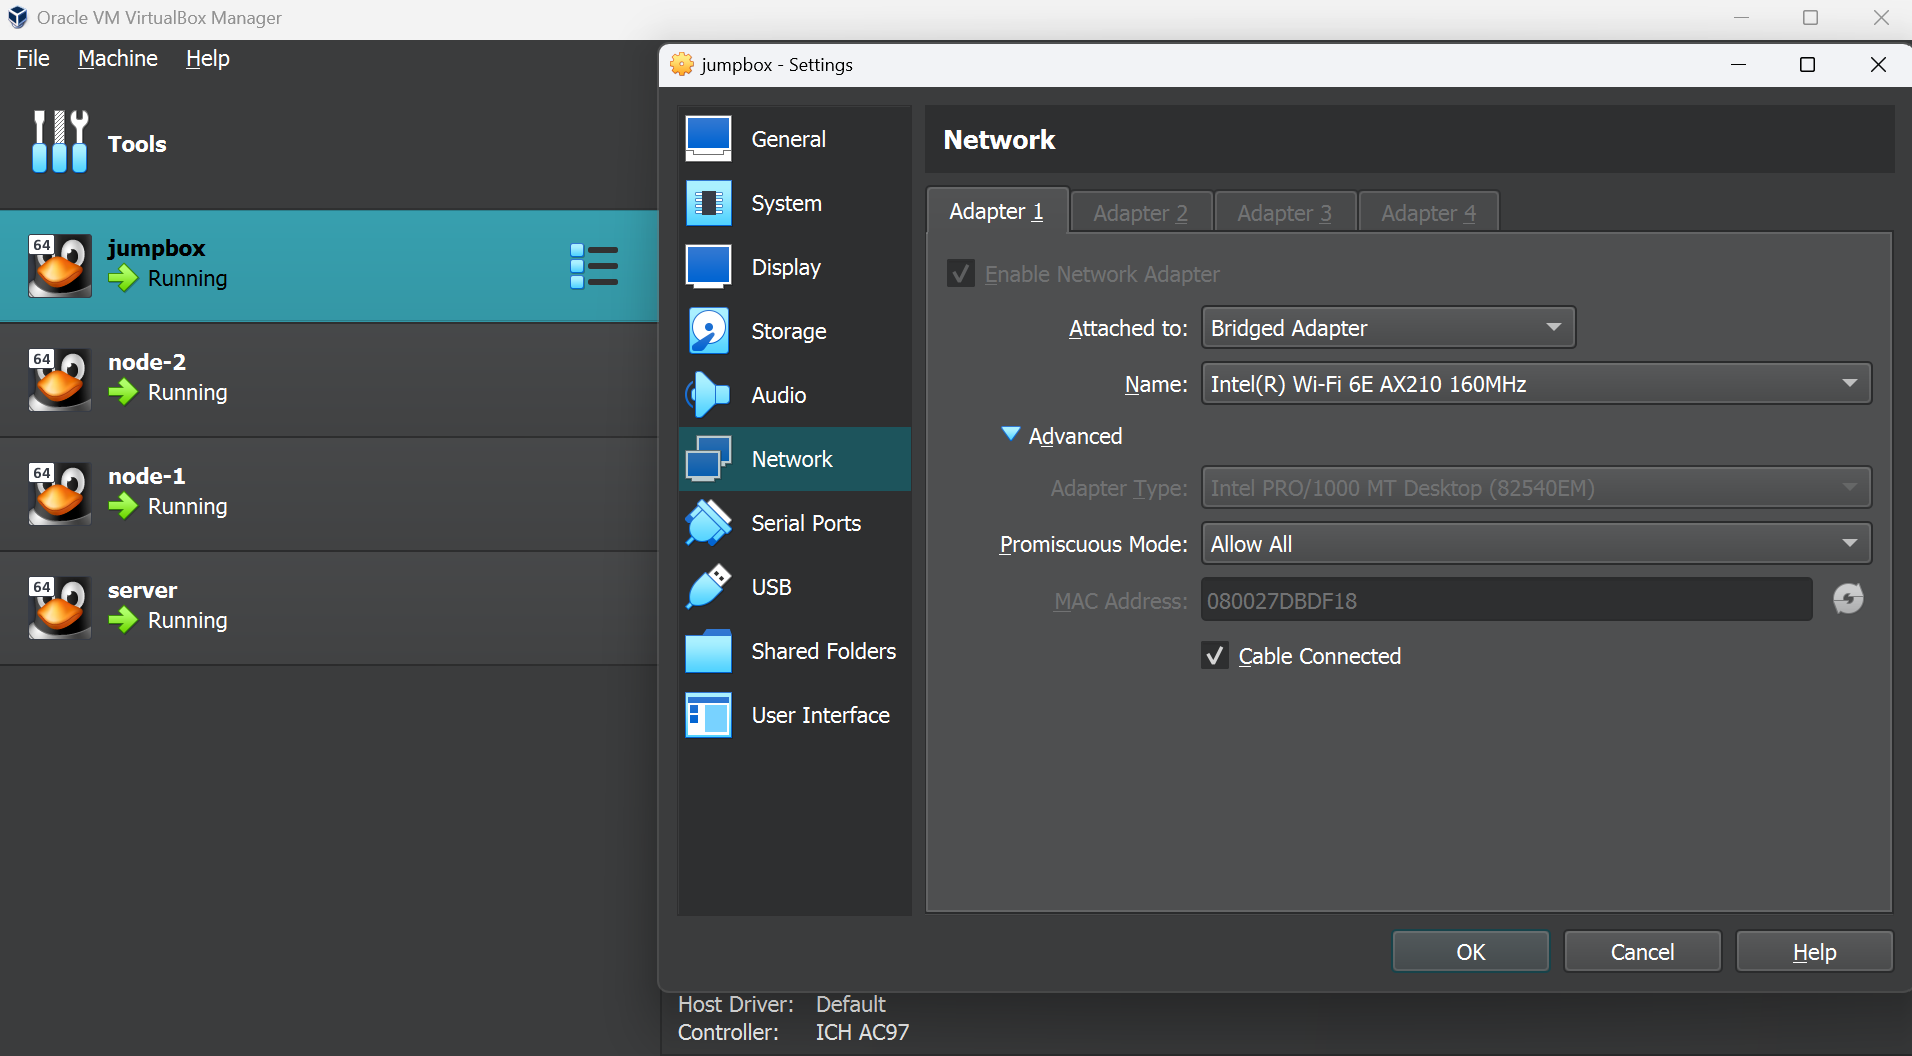 Oracle VM VirtualBox Manager
File Machine Help
Tools
64
jumpbox
Running
64
node-2
Running
64
node-1
Running
64
server
Running
jumpbox - Settings
General
System
Display
Storage
Audio
Network
Serial Ports
USB
Shared Folders
User Interface
Network
Adapter 1 Adapter 2 Adapter 3 Adapter 4
Enable Network Adapter
Attached to: Bridged Adapter
Name: Intel(R) Wi-Fi 6E AX210 160MHz
Advanced
Adapter Type: Intel PRO/1000 MT Desktop (82540EM)
Promiscuous Mode: Allow All
MAC Address: 080027DBDF18
Cable Connected
OK Cancel Help
Host Driver: Default
Controller: ICH AC97